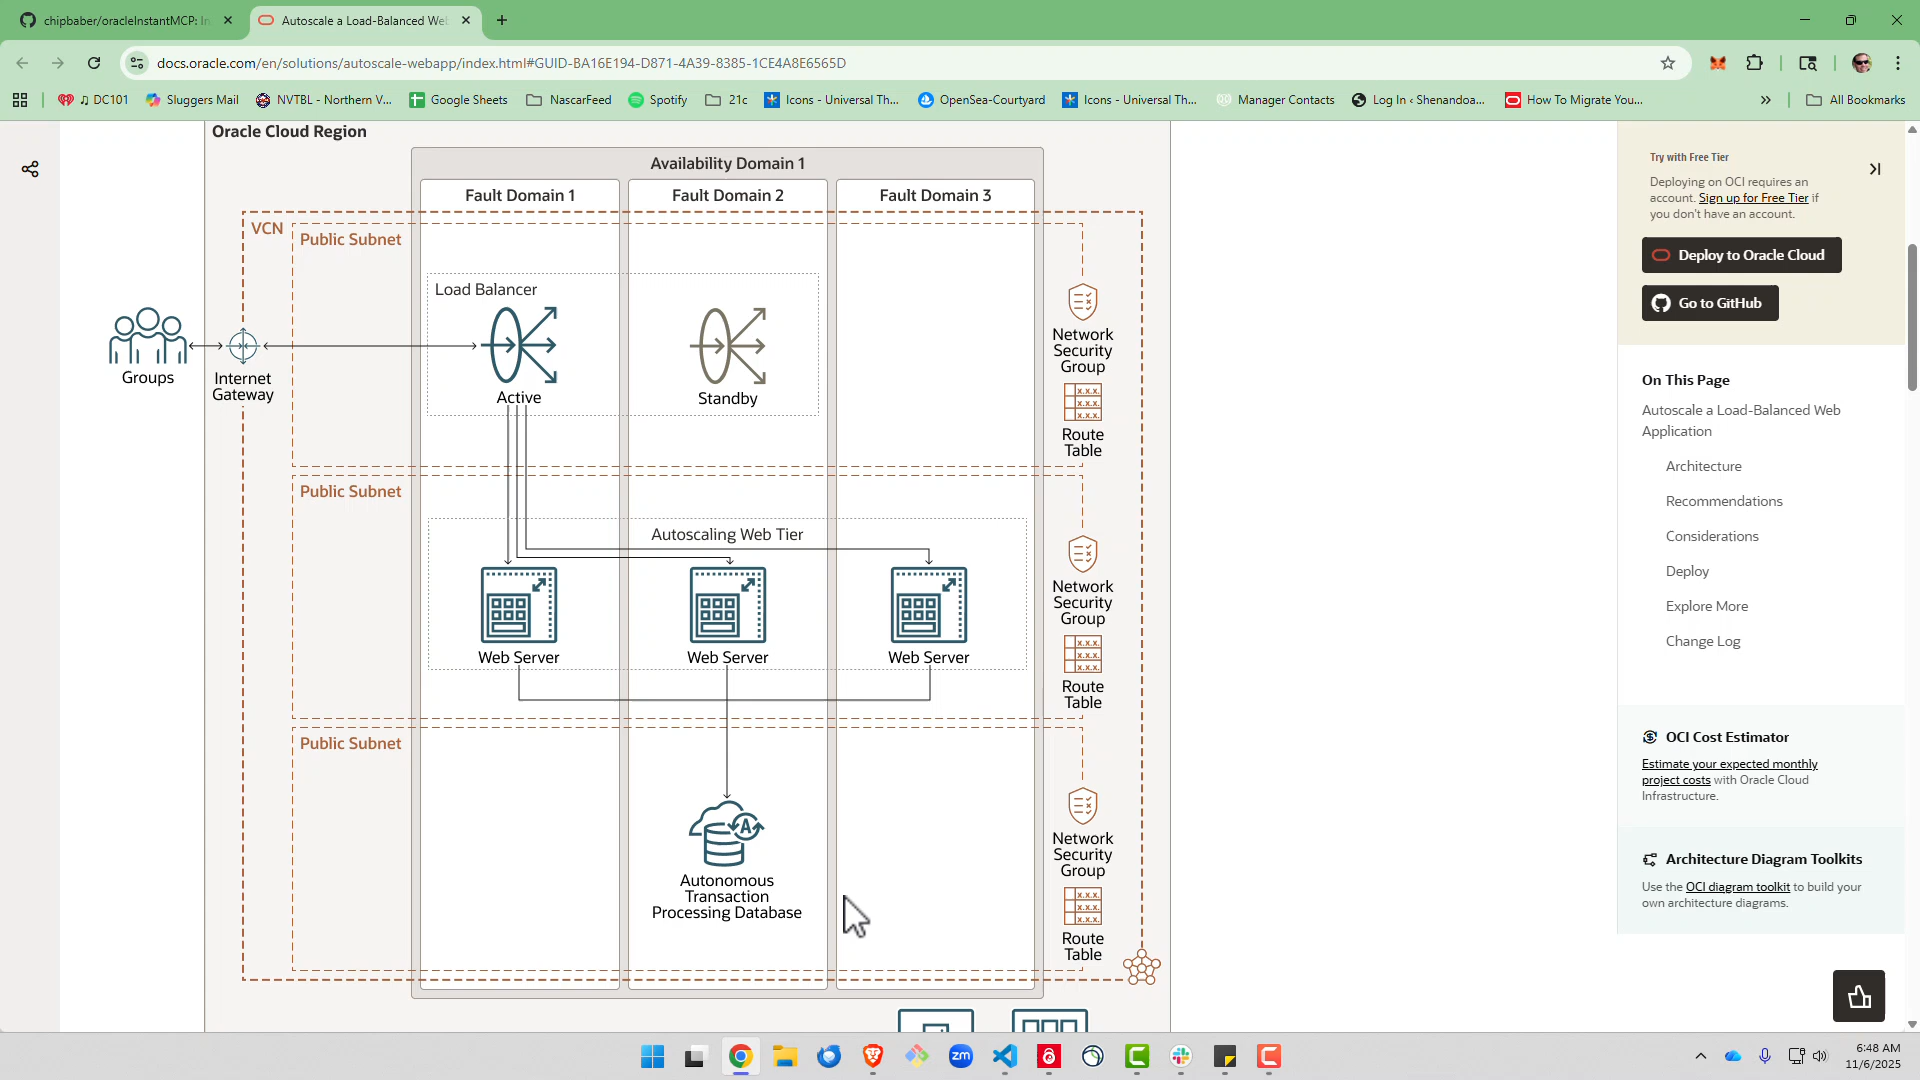 chipbaber/oracleInstantMCP: In
Autoscale a Load-Balanced We
docs.oracle.com/en/solutions/autoscale-webapp/index.html#GUID-BA16E194-D871-4A39-8385-1CE4A8E6565D
♫ DC101
Sluggers Mail
NVTBL - Northern V...
Google Sheets
NascarFeed
Spotify
21c
Icons - Universal Th...
OpenSea-Courtyard
Icons - Universal Th...
Manager Contacts
Log In ‹ Shenandoa...
How To Migrate You...
»
All Bookmarks
Oracle Cloud Region
Availability Domain 1
Fault Domain 1
Fault Domain 2
Fault Domain 3
VCN
Public Subnet
Load Balancer
Active
Standby
Groups
Internet
Gateway
Network
Security
Group
x.x.x.
x.x.x.
x.x.x.
Route
Table
Public Subnet
Autoscaling Web Tier
Web Server
Web Server
Web Server
Network
Security
Group
x.x.x.
x.x.x.
x.x.x.
Route
Table
Public Subnet
A
Autonomous
Transaction
Processing Database
Network
Security
Group
x.x.x.
x.x.x.
x.x.x.
Route
Table
Try with Free Tier
Deploying on OCI requires an
account. Sign up for Free Tier if
you don't have an account.
Deploy to Oracle Cloud
Go to GitHub
On This Page
Autoscale a Load-Balanced Web
Application
Architecture
Recommendations
Considerations
Deploy
Explore More
Change Log
OCI Cost Estimator
Estimate your expected monthly
project costs with Oracle Cloud
Infrastructure.
Architecture Diagram Toolkits
Use the OCI diagram toolkit to build your
own architecture diagrams.
zm
6:48 AM
11/6/2025